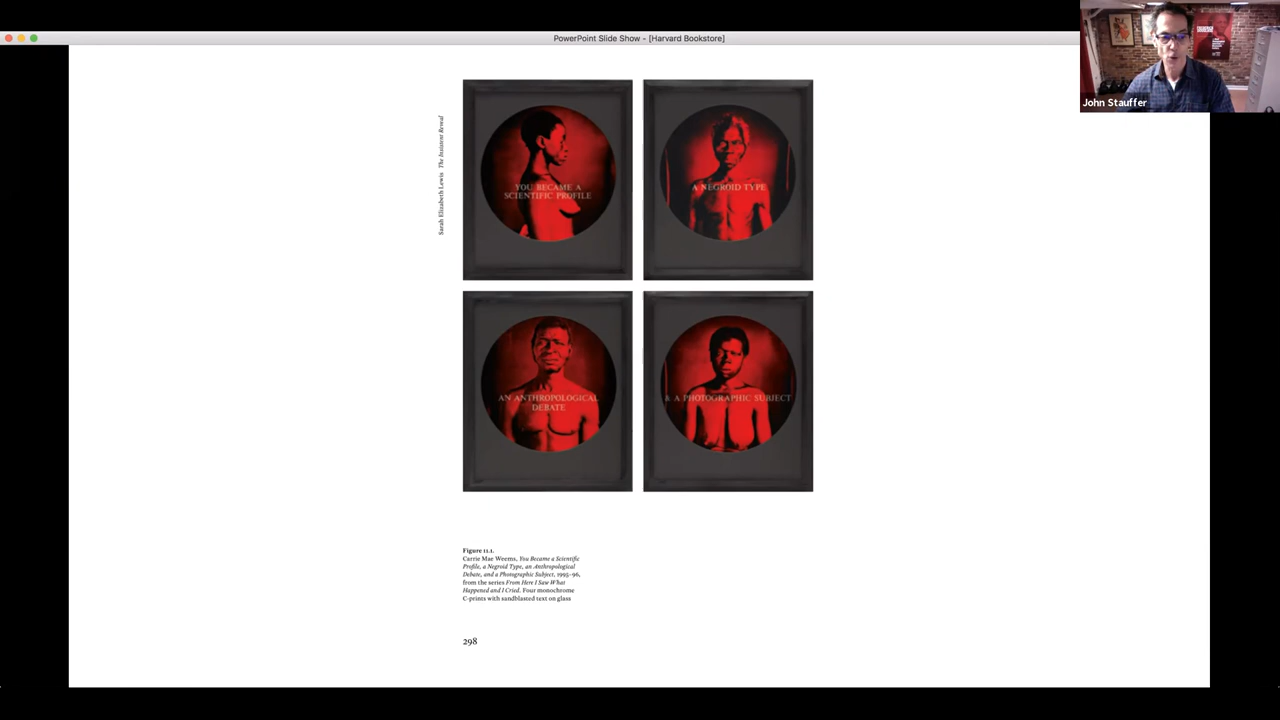 PowerPoint Slide Show - [Harvard Bookstore]
John Stauffer
Sarah Elizabeth Lewis The Insistent Reveal
YOU BECAME A
SCIENTIFIC PROFILE
A NEGROID TYPE
AN ANTHROPOLOGICAL
DEBATE
& A PHOTOGRAPHIC SUBJECT
Figure 11.1.
Carrie Mae Weems, You Became a Scientific
Profile, a Negroid Type, an Anthropological
Debate, and a Photographic Subject, 1995–96,
from the series From Here I Saw What
Happened and I Cried. Four monochrome
C-prints with sandblasted text on glass
298